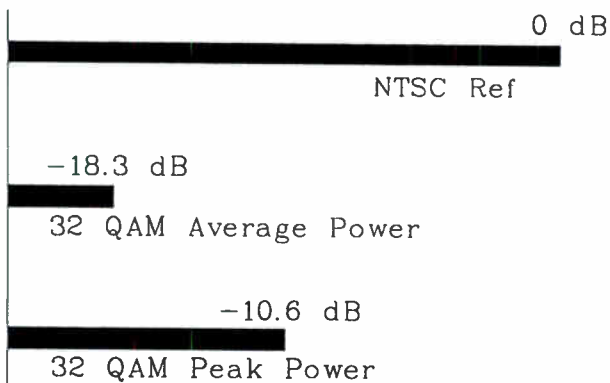 0 dB
NTSC Ref
−18.3 dB
32 QAM Average Power
−10.6 dB
32 QAM Peak Power